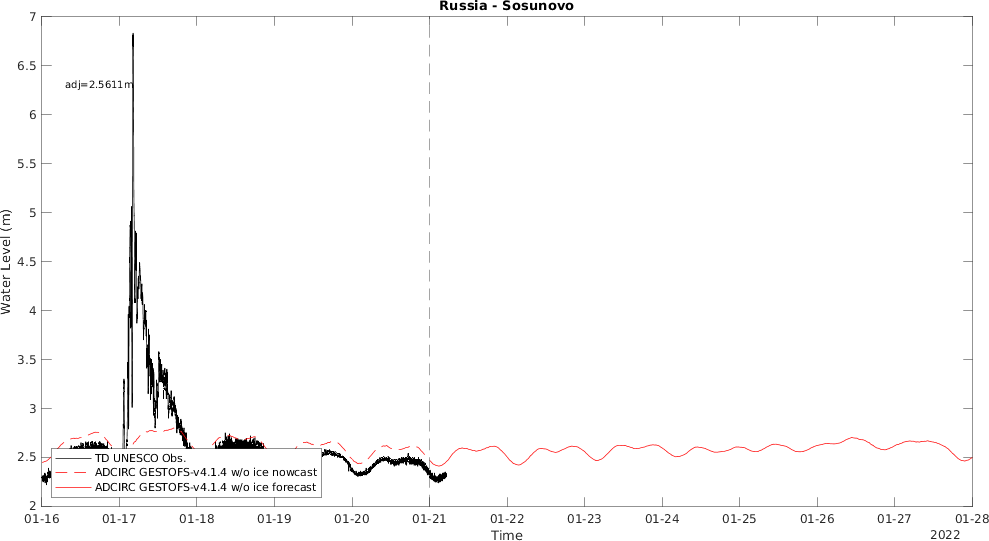 Russia - Sosunovo
7
6.5
adj=2.5611m
6
5.5
5
4.5
4
3.5
3
2.5
2
Water Level (m)
TD UNESCO Obs.
ADCIRC GESTOFS-v4.1.4 w/o ice nowcast
ADCIRC GESTOFS-v4.1.4 w/o ice forecast
01-16 01-17 01-18 01-19 01-20 01-21 01-22 01-23 01-24 01-25 01-26 01-27 01-28
Time
2022